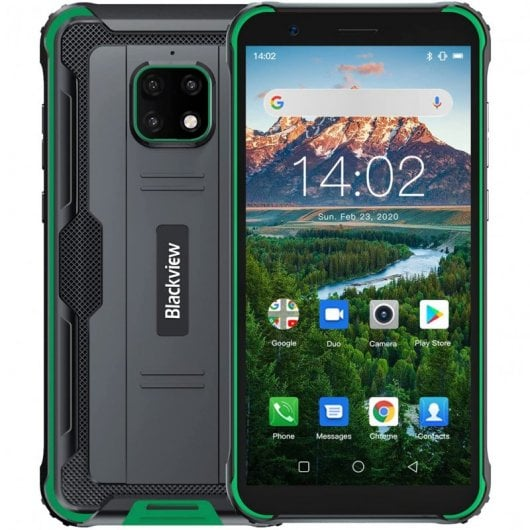 Blackview
14:02
14:02
Sun, Feb 23, 2020
Google
Duo
Camera
Play Store
Phone
Messages
Chrome
Contacts